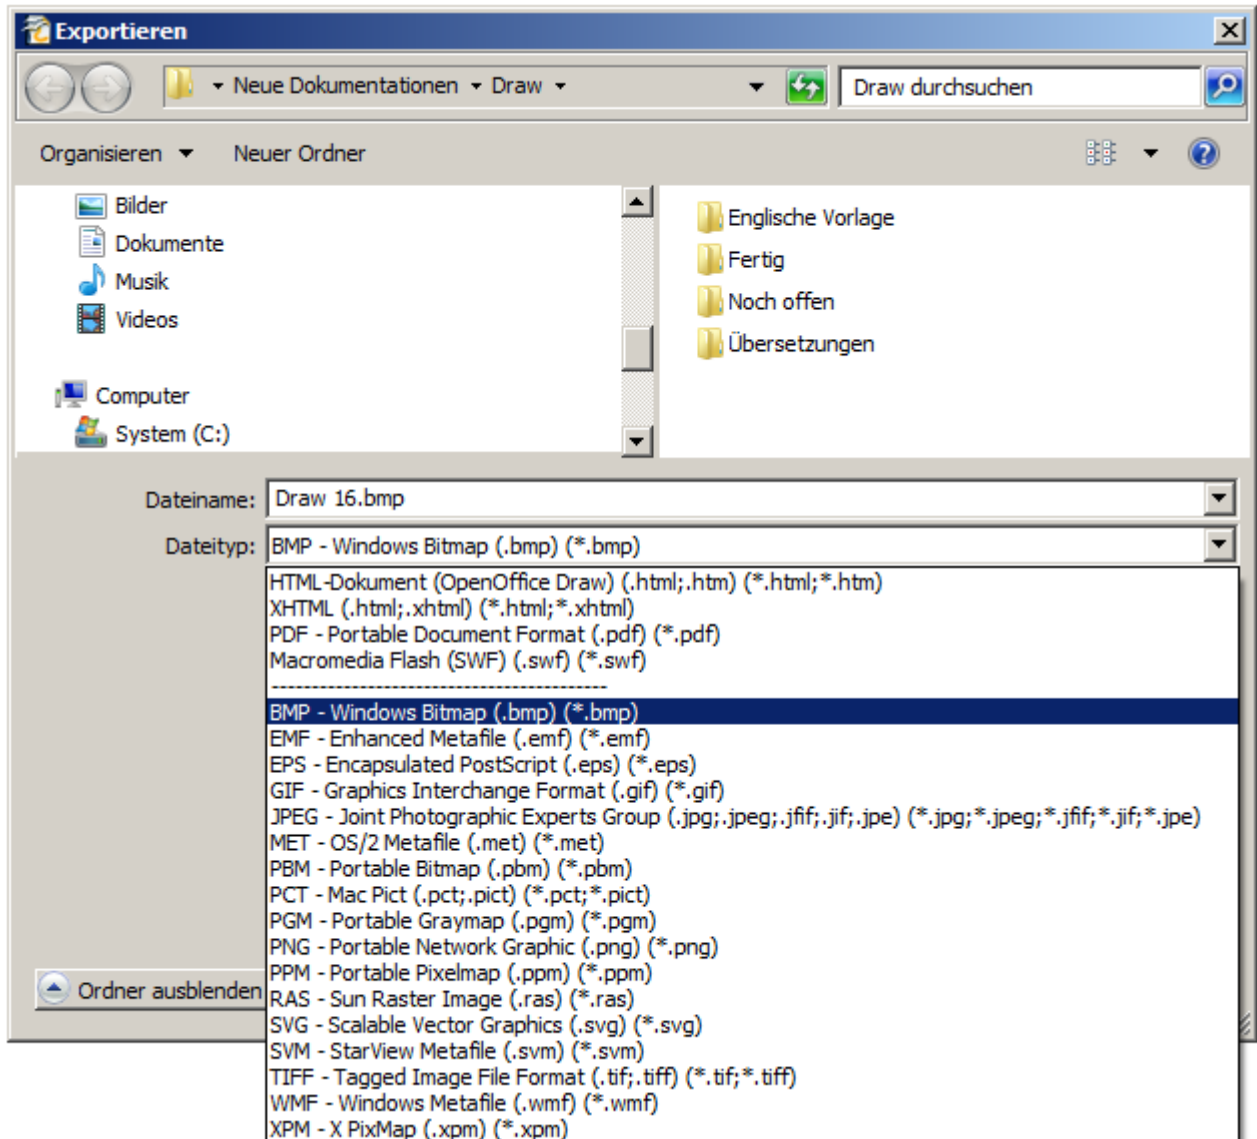 Exportieren
Neue Dokumentationen Draw
Draw durchsuchen
Organisieren
Neuer Ordner
Bilder
Dokumente
Musik
Videos
Computer
System (C:)
Englische Vorlage
Fertig
Noch offen
Übersetzungen
Dateiname: Draw 16.bmp
Dateityp: BMP - Windows Bitmap (.bmp) (*.bmp)
HTML-Dokument (OpenOffice Draw) (.html;.htm) (*.html;*.htm)
XHTML (.html;.xhtml) (*.html;*.xhtml)
PDF - Portable Document Format (.pdf) (*.pdf)
Macromedia Flash (SWF) (.swf) (*.swf)
------------------------------------------
BMP - Windows Bitmap (.bmp) (*.bmp)
EMF - Enhanced Metafile (.emf) (*.emf)
EPS - Encapsulated PostScript (.eps) (*.eps)
GIF - Graphics Interchange Format (.gif) (*.gif)
JPEG - Joint Photographic Experts Group (.jpg;.jpeg;.jfif;.jif;.jpe) (*.jpg;*.jpeg;*.jfif;*.jif;*.jpe)
MET - OS/2 Metafile (.met) (*.met)
PBM - Portable Bitmap (.pbm) (*.pbm)
PCT - Mac Pict (.pct;.pict) (*.pct;*.pict)
PGM - Portable Graymap (.pgm) (*.pgm)
PNG - Portable Network Graphic (.png) (*.png)
PPM - Portable Pixelmap (.ppm) (*.ppm)
RAS - Sun Raster Image (.ras) (*.ras)
SVG - Scalable Vector Graphics (.svg) (*.svg)
SVM - StarView Metafile (.svm) (*.svm)
TIFF - Tagged Image File Format (.tif;.tiff) (*.tif;*.tiff)
WMF - Windows Metafile (.wmf) (*.wmf)
XPM - X PixMap (.xpm) (*.xpm)
Ordner ausblenden